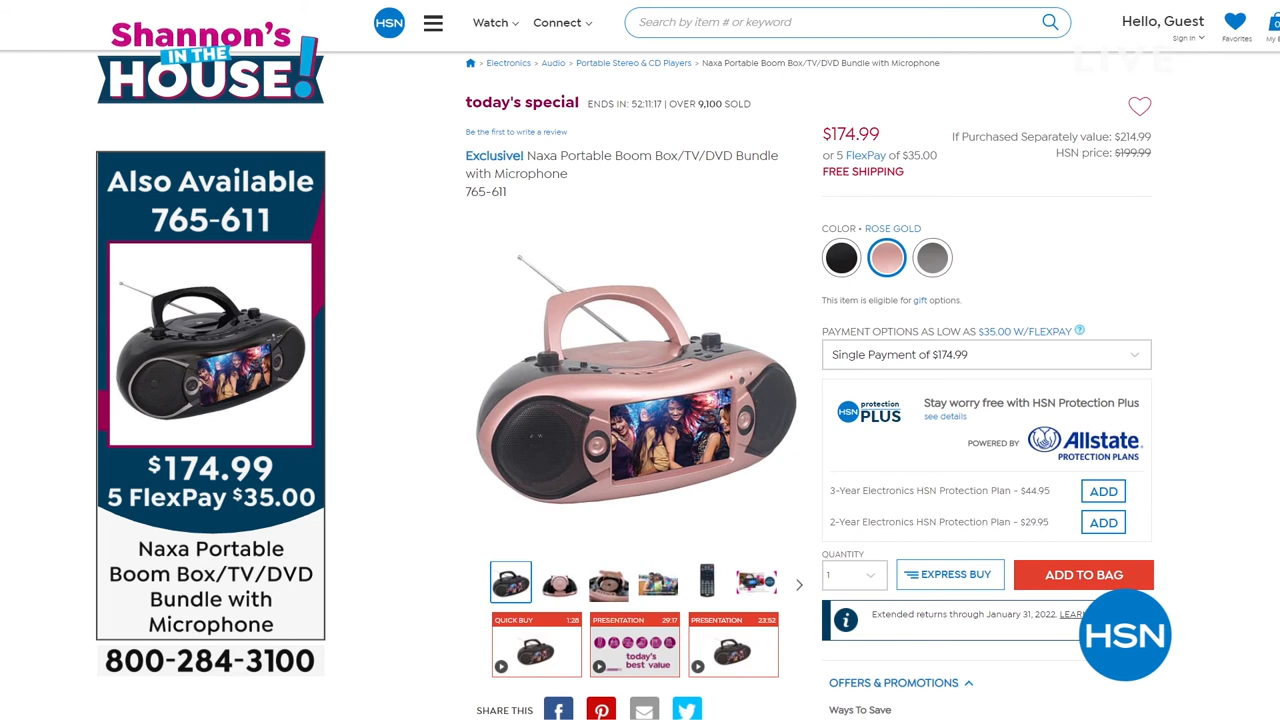 Shannon's
IN THE
HOUSE!
HSN
Watch
Connect
Search by item # or keyword
Hello, Guest
Sign In
Favorites
LIVE
Electronics > Audio > Portable Stereo & CD Players > Naxa Portable Boom Box/TV/DVD Bundle with Microphone
Also Available
765-611
$174.99
5 FlexPay $35.00
Naxa Portable
Boom Box/TV/DVD
Bundle with
Microphone
800-284-3100
today's special ENDS IN: 52:11:17 | OVER 9,100 SOLD
Be the first to write a review
Exclusive! Naxa Portable Boom Box/TV/DVD Bundle
with Microphone
765-611
QUICK BUY 1:28
PRESENTATION 29:17
today's
best value
PRESENTATION 23:52
SHARE THIS
$174.99
If Purchased Separately value: $214.99
or 5 FlexPay of $35.00
HSN price: $199.99
FREE SHIPPING
COLOR • ROSE GOLD
This item is eligible for gift options.
PAYMENT OPTIONS AS LOW AS $35.00 W/FLEXPAY ?
Single Payment of $174.99
HSN protection
PLUS
Stay worry free with HSN Protection Plus
see details
POWERED BY
Allstate.
PROTECTION PLANS
3-Year Electronics HSN Protection Plan - $44.95
ADD
2-Year Electronics HSN Protection Plan - $29.95
ADD
QUANTITY
1
EXPRESS BUY
ADD TO BAG
Extended returns through January 31, 2022.
HSN
OFFERS & PROMOTIONS
Ways To Save